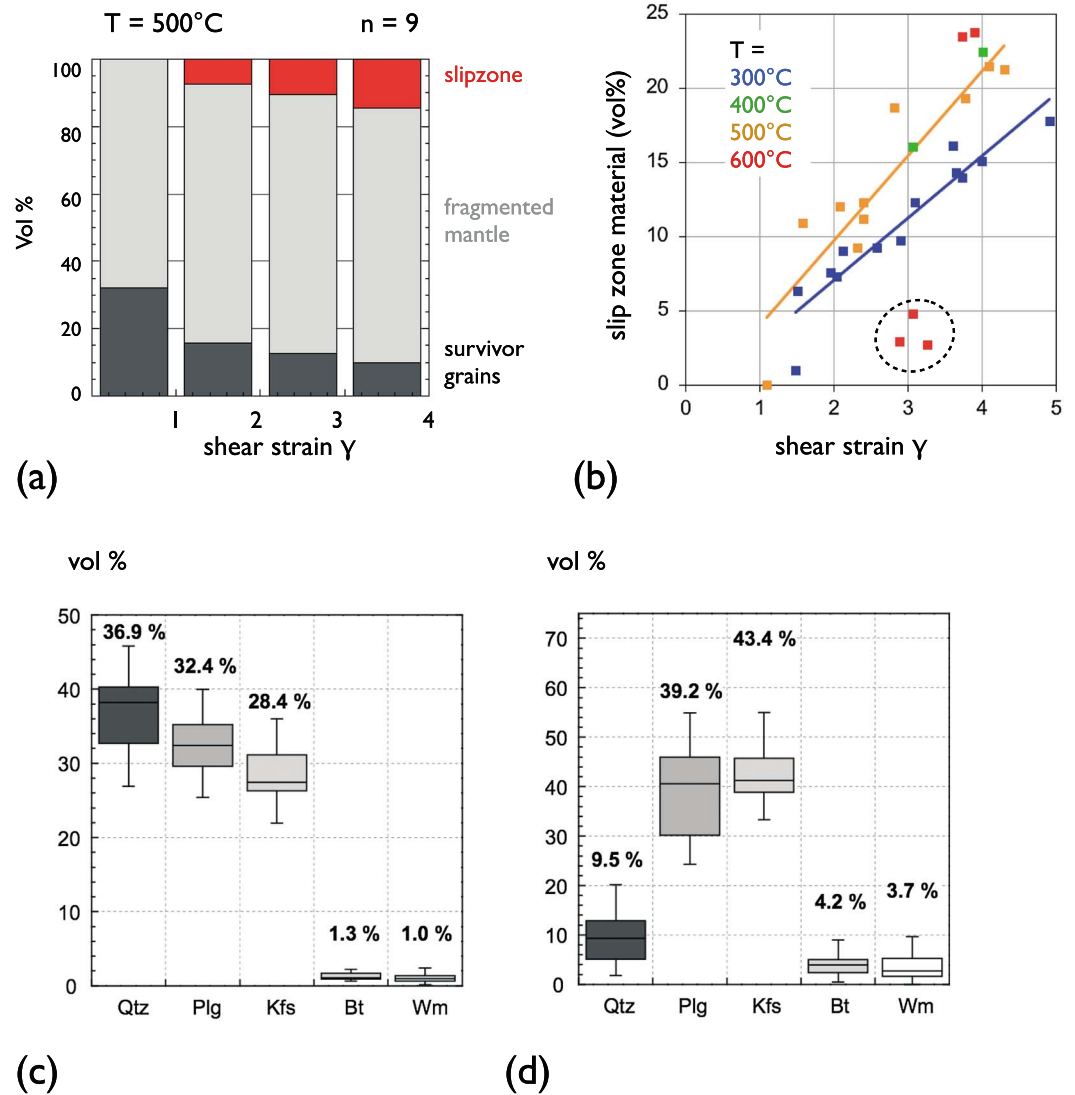 T = 500°C
n = 9
100
80
60
40
20
0
Vol %
slipzone
fragmented
mantle
survivor
grains
1
2
3
4
shear strain γ
(a)
25
20
15
10
5
0
slip zone material (vol%)
T =
300°C
400°C
500°C
600°C
0
1
2
3
4
5
shear strain γ
(b)
vol %
50
40
30
20
10
0
36.9 %
32.4 %
28.4 %
1.3 %
1.0 %
Qtz
Plg
Kfs
Bt
Wm
(c)
vol %
70
60
50
40
30
20
10
0
9.5 %
39.2 %
43.4 %
4.2 %
3.7 %
Qtz
Plg
Kfs
Bt
Wm
(d)